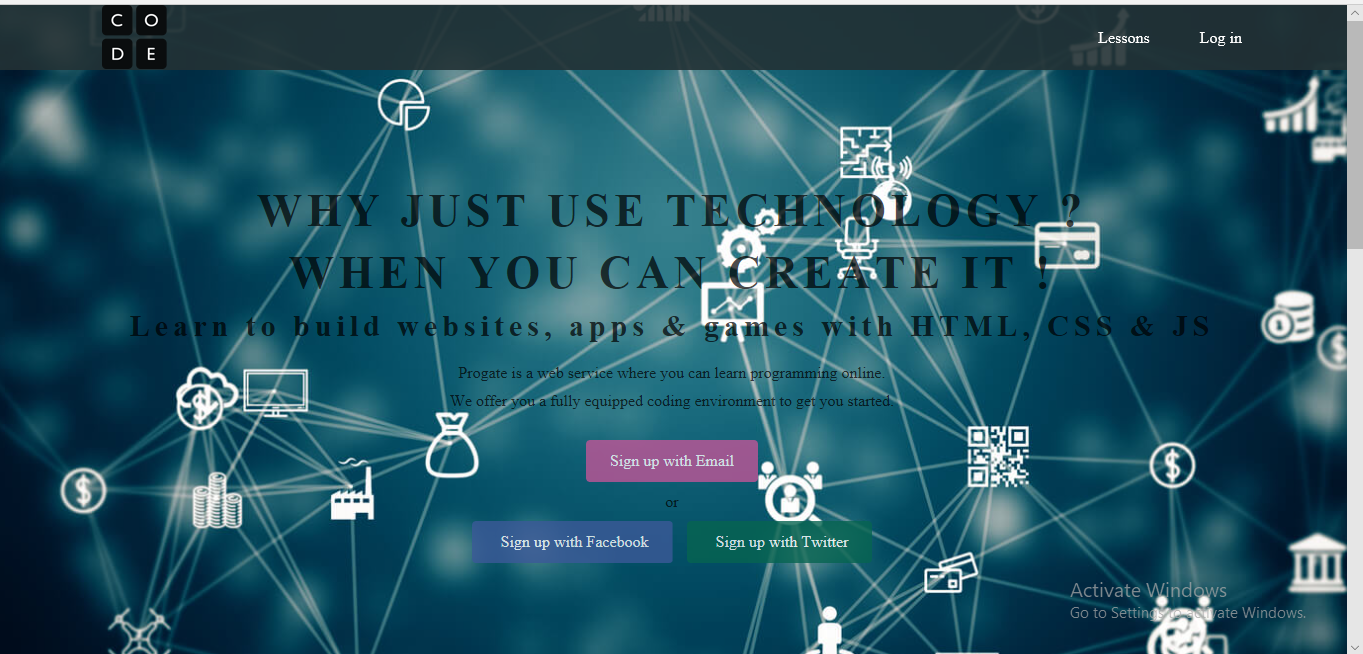 C O
D E
Lessons Log in
WHY JUST USE TECHNOLOGY ?
WHEN YOU CAN CREATE IT !
Learn to build websites, apps & games with HTML, CSS & JS
Progate is a web service where you can learn programming online.
We offer you a fully equipped coding environment to get you started.
Sign up with Email
or
Sign up with Facebook Sign up with Twitter
Activate Windows
Go to Settings to activate Windows.